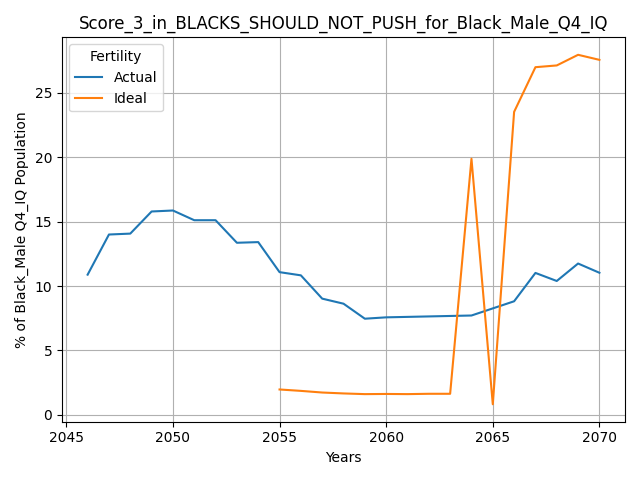 Score_3_in_BLACKS_SHOULD_NOT_PUSH_for_Black_Male_Q4_IQ
Fertility
Actual
Ideal
% of Black_Male Q4_IQ Population
25
20
15
10
5
0
2045 2050 2055 2060 2065 2070
Years